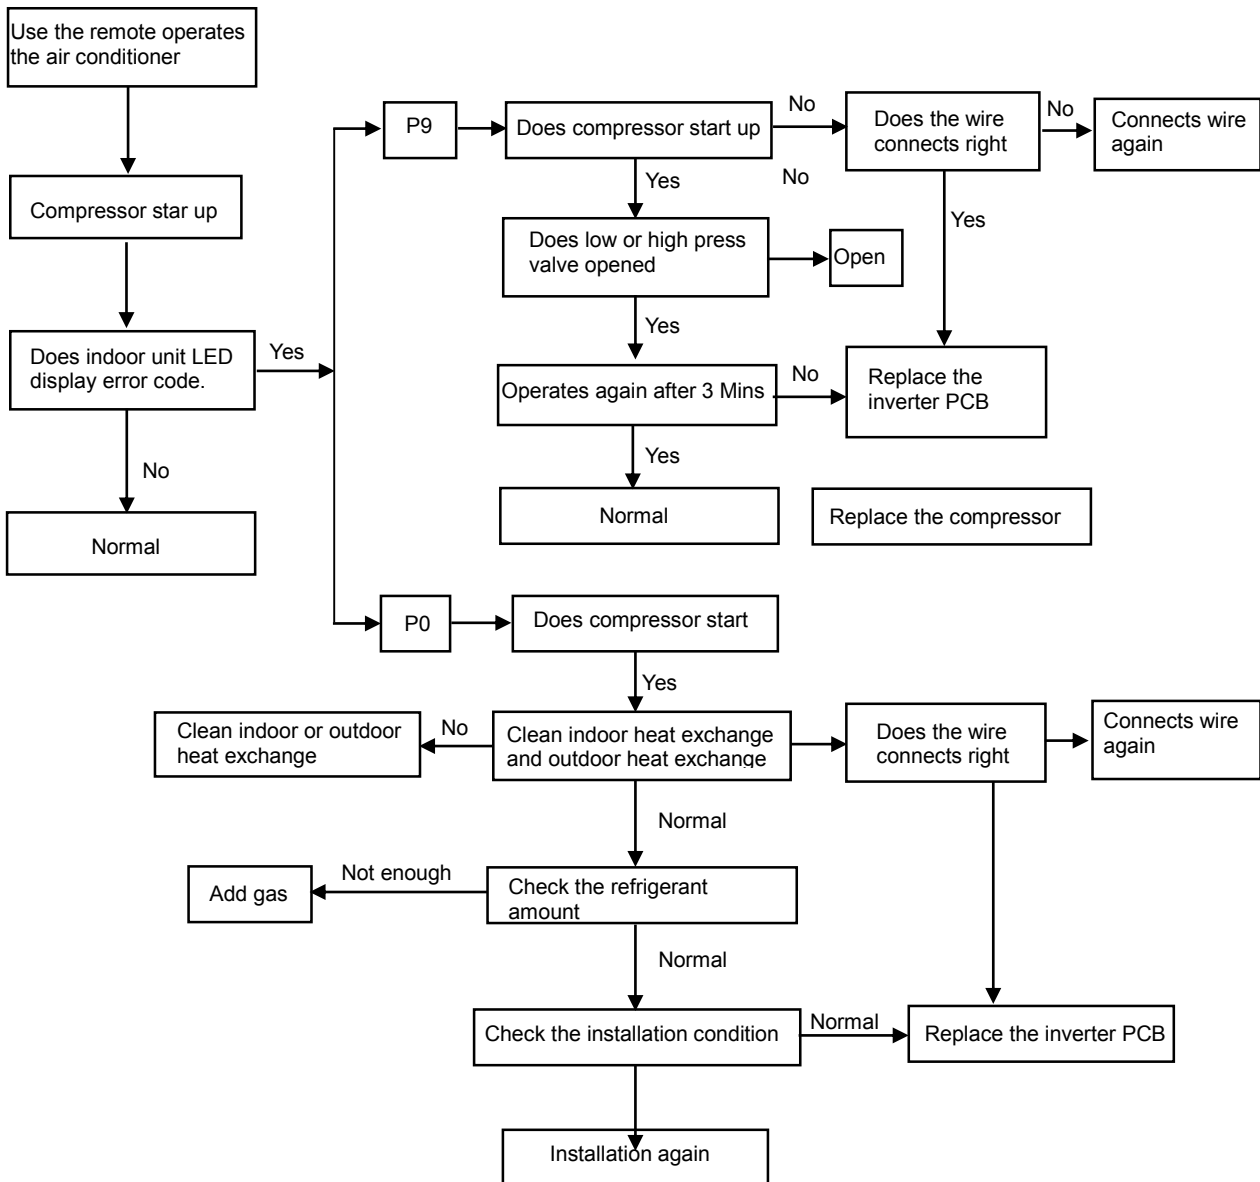 Use the remote operates
the air conditioner
Compressor star up
Does indoor unit LED
display error code.
Yes
No
Normal
P9
Does compressor start up
No
Does the wire
connects right
No
Connects wire
again
Yes
No
Yes
Does low or high press
valve opened
Open
Yes
Operates again after 3 Mins
No
Replace the
inverter PCB
Yes
Normal
Replace the compressor
P0
Does compressor start
Yes
Clean indoor or outdoor
heat exchange
No
Clean indoor heat exchange
and outdoor heat exchange
Does the wire
connects right
Connects wire
again
Normal
Add gas
Not enough
Check the refrigerant
amount
Normal
Check the installation condition
Normal
Replace the inverter PCB
Installation again